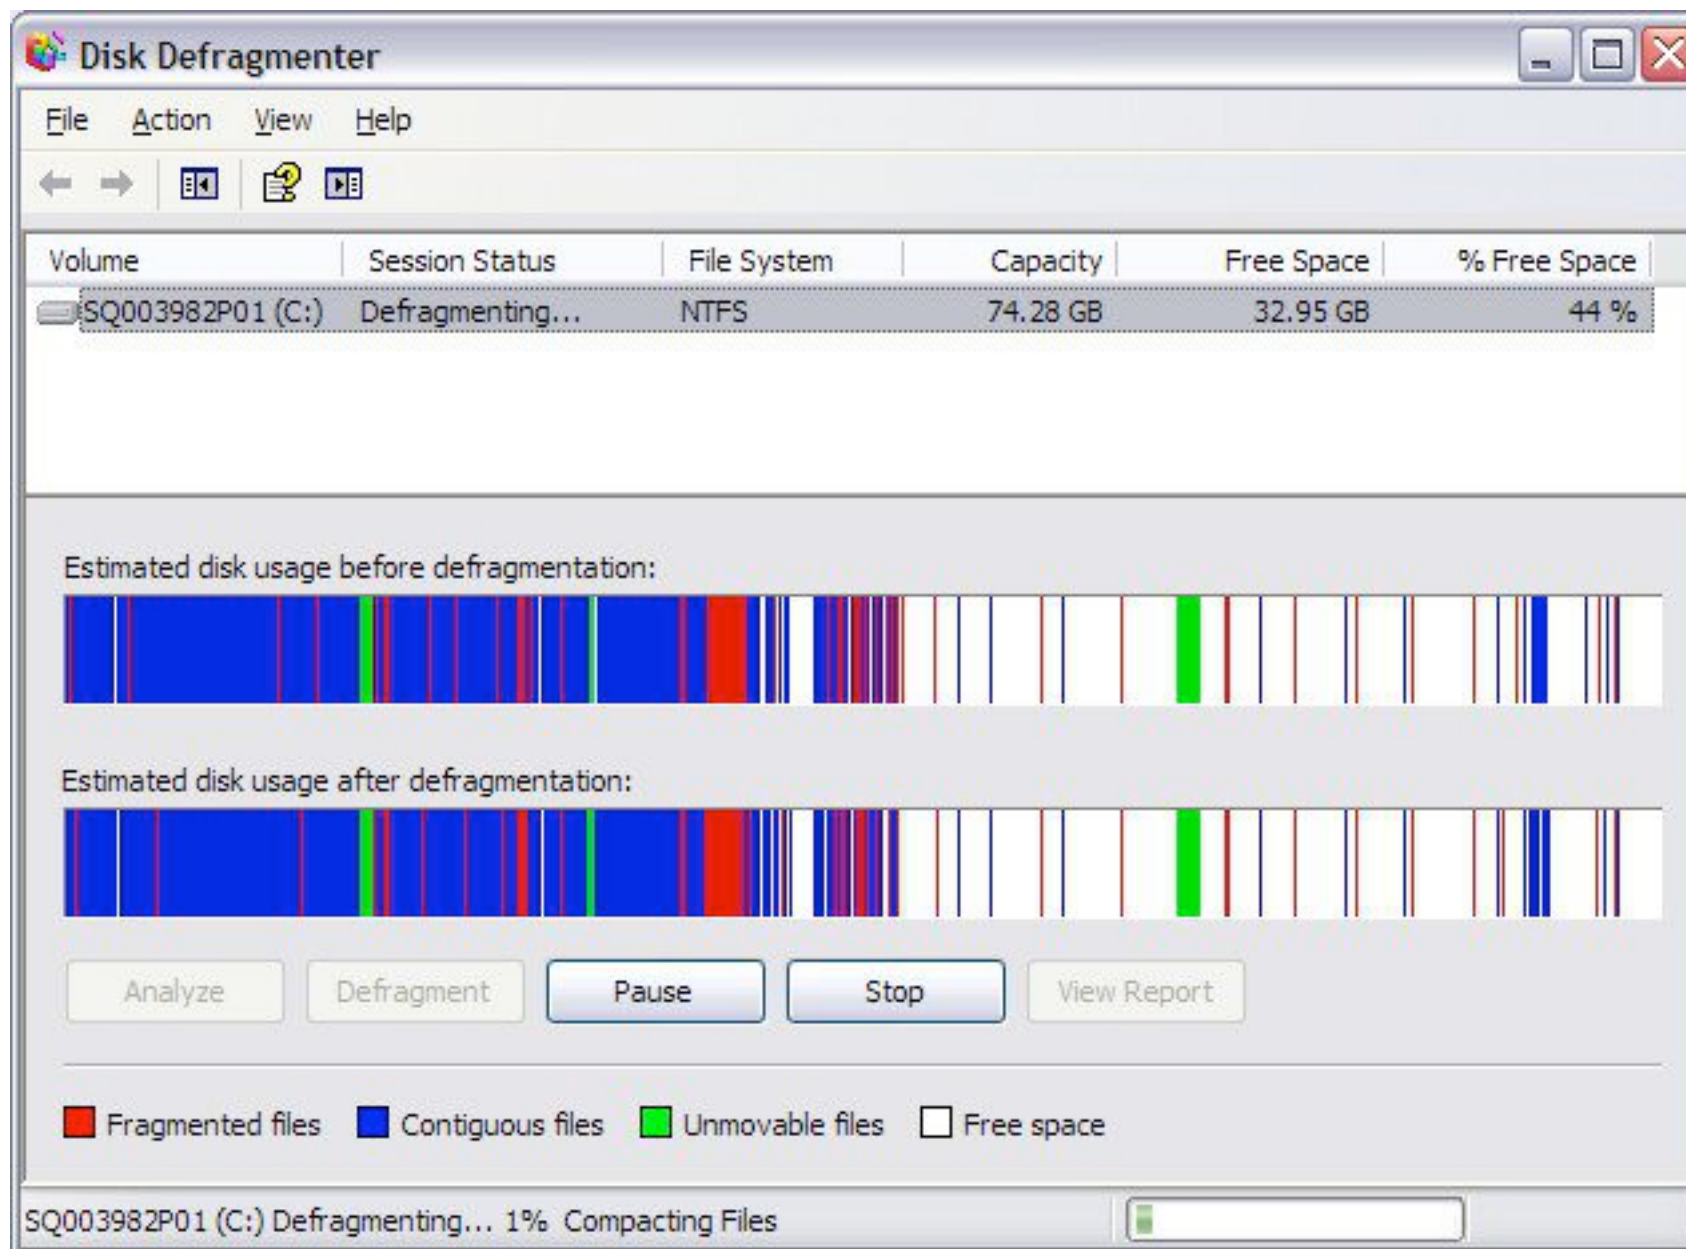 Disk Defragmenter
File Action View Help
Volume Session Status File System Capacity Free Space % Free Space
SQ003982P01 (C:) Defragmenting... NTFS 74.28 GB 32.95 GB 44 %
Estimated disk usage before defragmentation:
Estimated disk usage after defragmentation:
Analyze Defragment Pause Stop View Report
Fragmented files Contiguous files Unmovable files Free space
SQ003982P01 (C:) Defragmenting... 1% Compacting Files